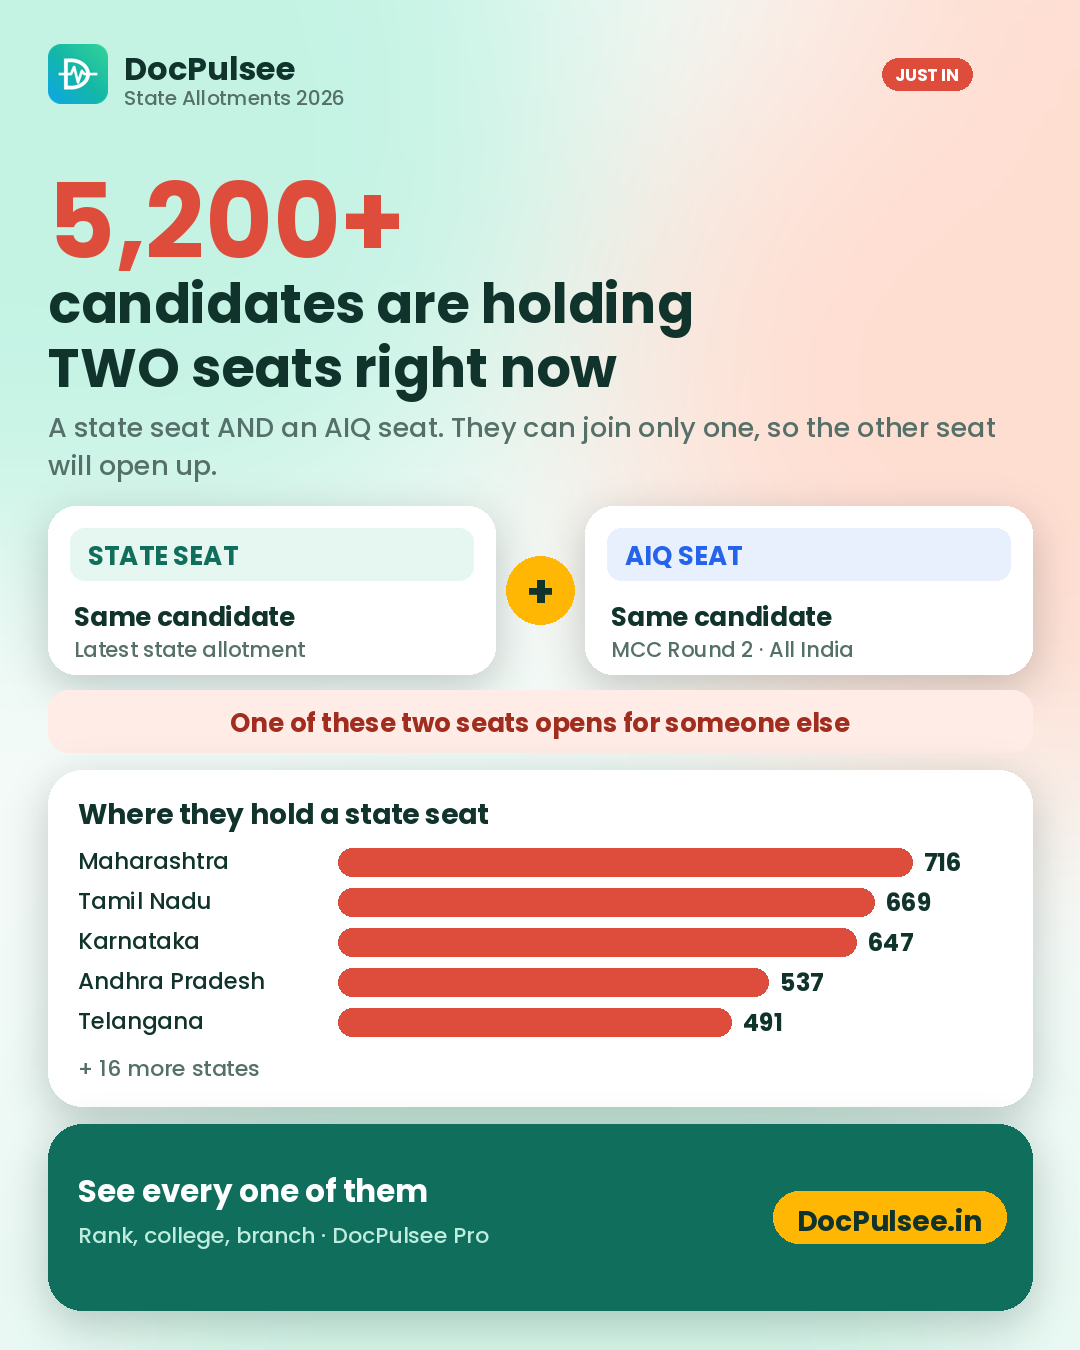 DocPulsee
State Allotments 2026
JUST IN
5,200+
candidates are holding
TWO seats right now
A state seat AND an AIQ seat. They can join only one, so the other seat
will open up.
STATE SEAT
Same candidate
Latest state allotment
+
AIQ SEAT
Same candidate
MCC Round 2 · All India
One of these two seats opens for someone else
Where they hold a state seat
Maharashtra 716
Tamil Nadu 669
Karnataka 647
Andhra Pradesh 537
Telangana 491
+ 16 more states
See every one of them
Rank, college, branch · DocPulsee Pro
DocPulsee.in